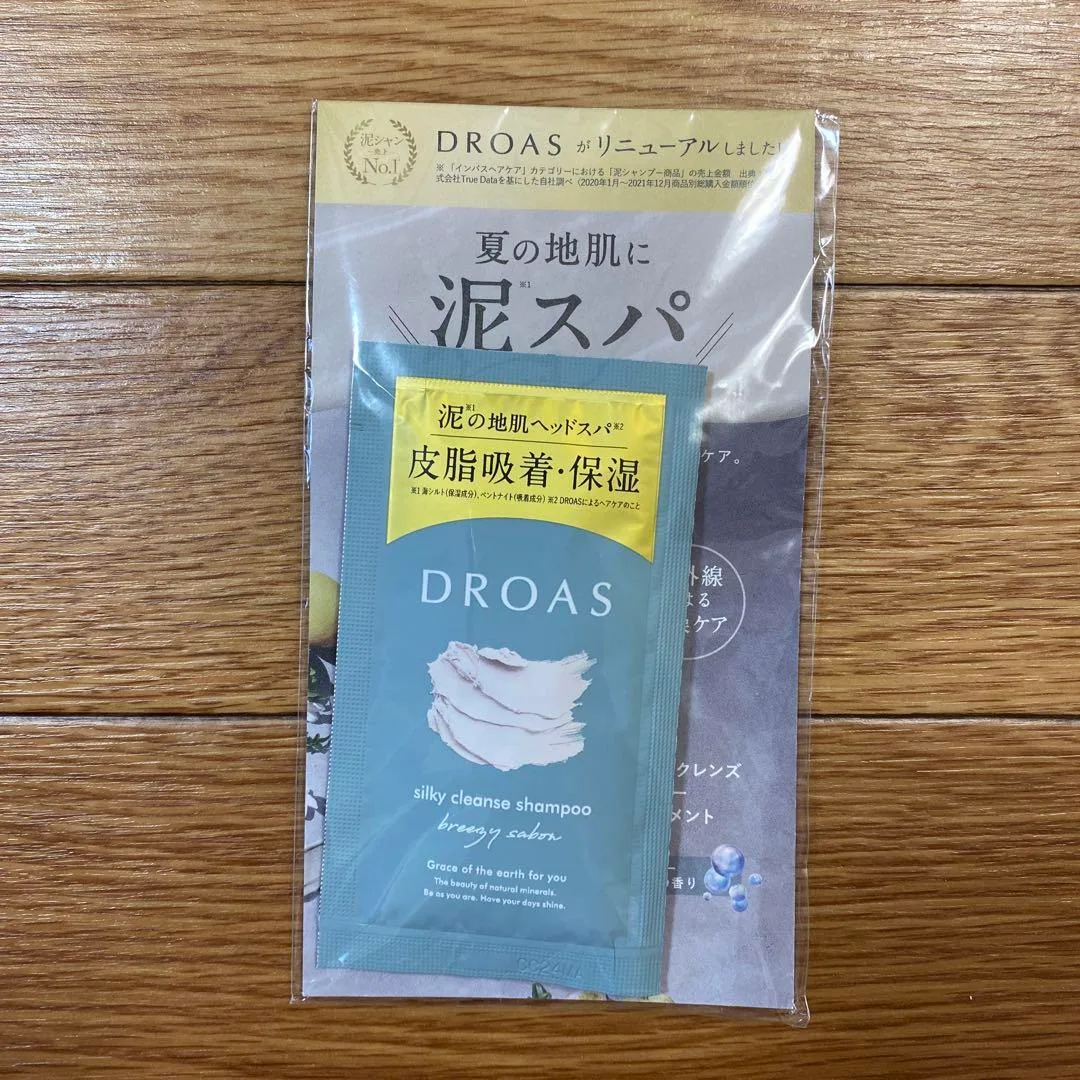 泥シャン
売上
No.1
DROAS がリニューアルしました!
※「インバスヘアケア」カテゴリーにおける「泥シャンプー商品」の売上金額 出典
式会社True Dataを基にした自社調べ（2020年1月〜2021年12月商品別総購入金額順位
夏の地肌に
泥※1スパ
泥※1の地肌ヘッドスパ※2
皮脂吸着・保湿
※1 海シルト(保湿成分)、ベントナイト(吸着成分) ※2 DROASによるヘアケアのこと
ケア。
DROAS
外線
よる
ケア
silky cleanse shampoo
breezy sabon
クレンズ
メント
Grace of the earth for you
The beauty of natural minerals.
Be as you are. Have your days shine.
の香り